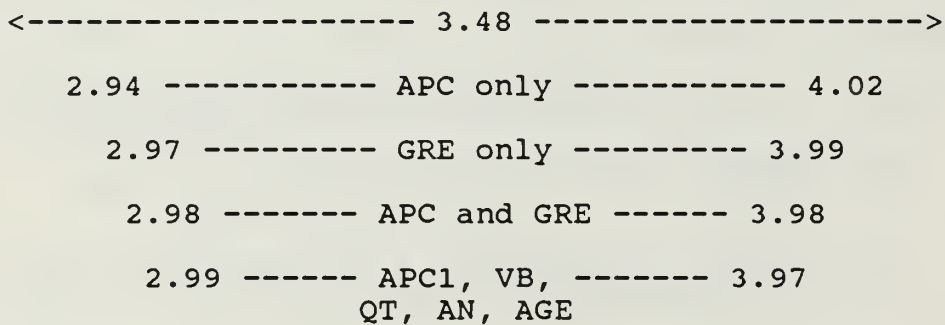 <-------------------- 3.48 -------------------->
2.94 ----------- APC only ----------- 4.02
2.97 --------- GRE only --------- 3.99
2.98 ------- APC and GRE ------ 3.98
2.99 ------ APC1, VB, ------- 3.97
QT, AN, AGE